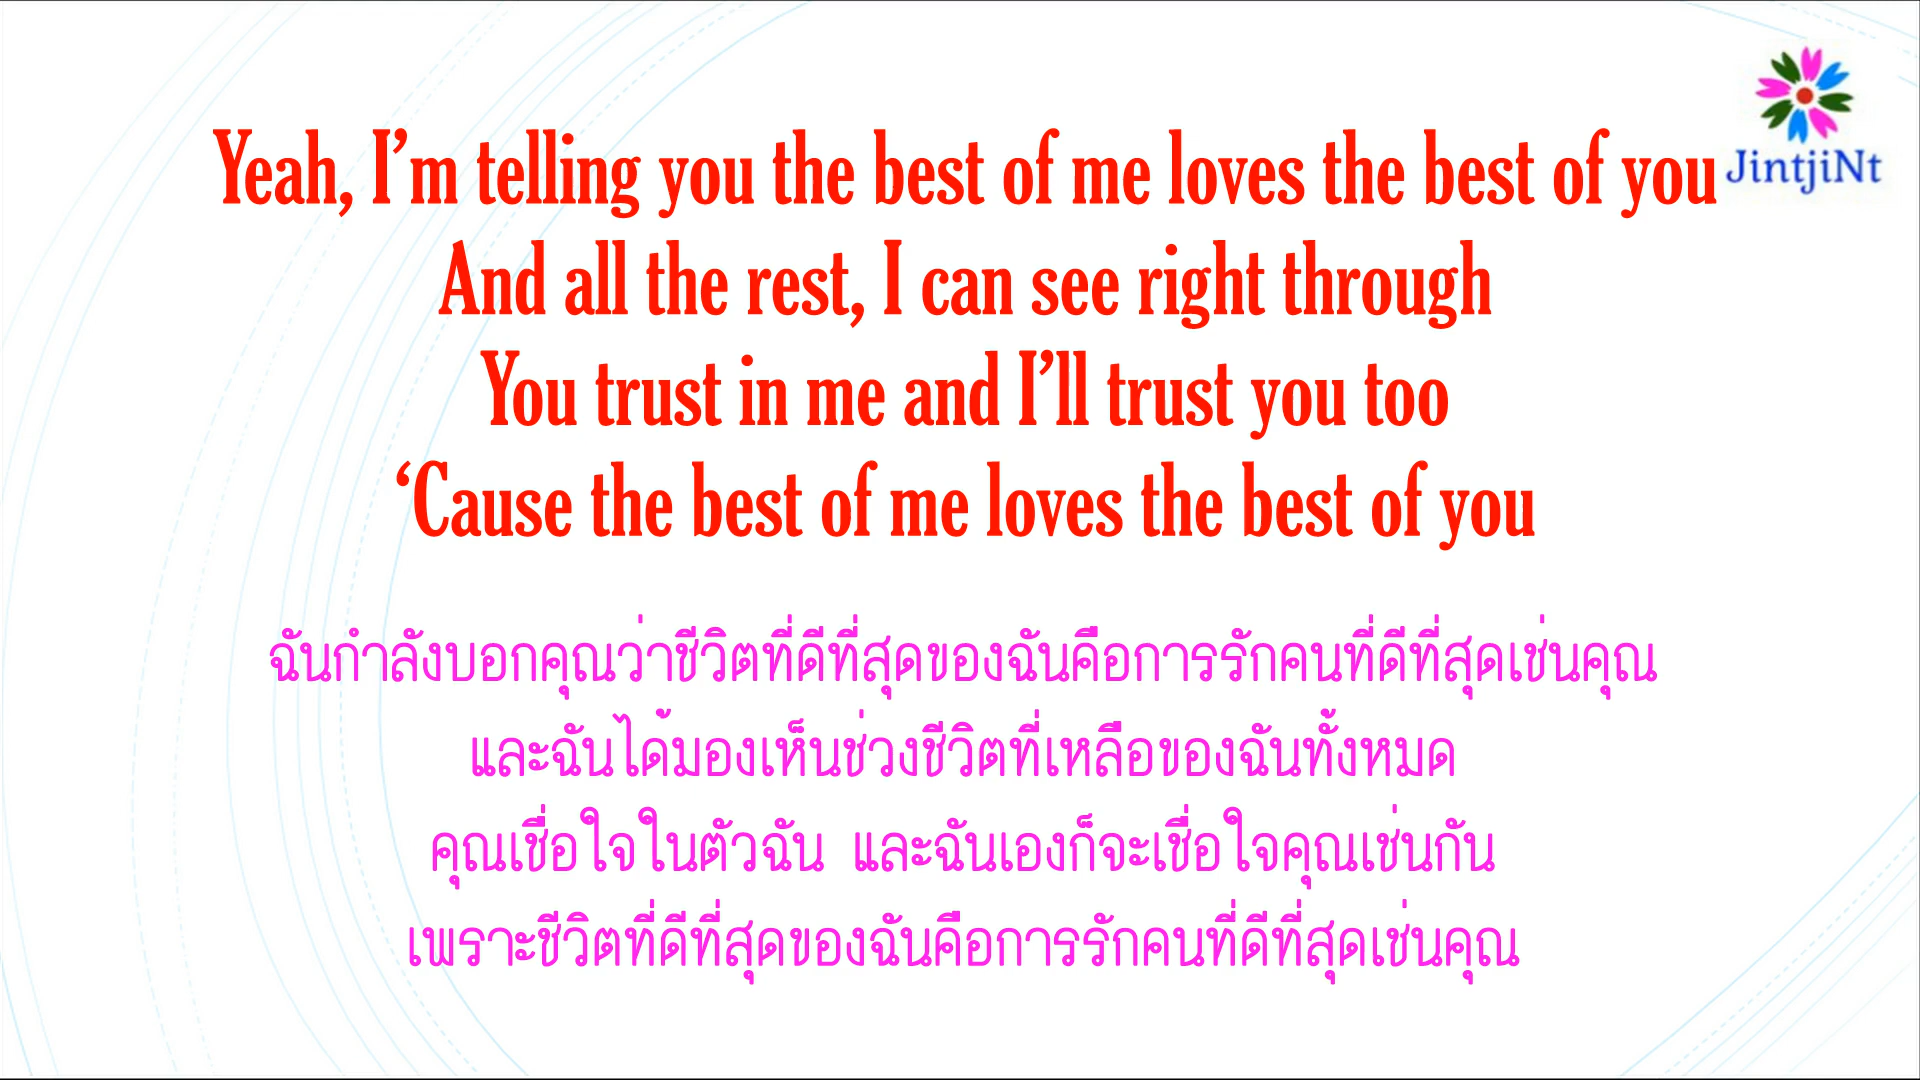 Yeah, I’m telling you the best of me loves the best of you
And all the rest, I can see right through
You trust in me and I’ll trust you too
‘Cause the best of me loves the best of you
ฉันกำลังบอกคุณว่าชีวิตที่ดีที่สุดของฉันคือการรักคนที่ดีที่สุดเช่นคุณ
และฉันได้มองเห็นช่วงชีวิตที่เหลือของฉันทั้งหมด
คุณเชื่อใจในตัวฉัน และฉันเองก็จะเชื่อใจคุณเช่นกัน
เพราะชีวิตที่ดีที่สุดของฉันคือการรักคนที่ดีที่สุดเช่นคุณ
JintjiNt